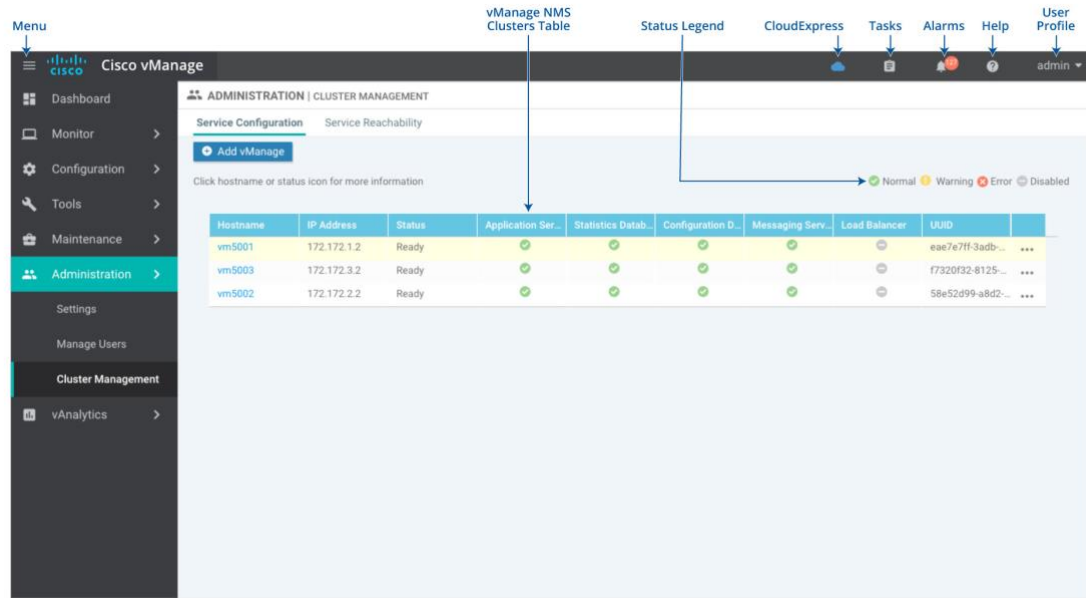 Menu
vManage NMS
Clusters Table
Status Legend
CloudExpress
Tasks
Alarms
Help
User
Profile
CISCO
Cisco vManage
admin
Dashboard
Monitor
Configuration
Tools
Maintenance
Administration
Settings
Manage Users
Cluster Management
vAnalytics
ADMINISTRATION | CLUSTER MANAGEMENT
Service Configuration Service Reachability
Add vManage
Click hostname or status icon for more information
Normal Warning Error Disabled
Hostname IP Address Status Application Ser... Statistics Datab... Configuration D... Messaging Serv... Load Balancer UUID
vm5001 172.172.1.2 Ready eae7e7ff-3adb-... ...
vm5003 172.172.3.2 Ready f7320f32-8125-... ...
vm5002 172.172.2.2 Ready 58e52d99-a8d2-... ...